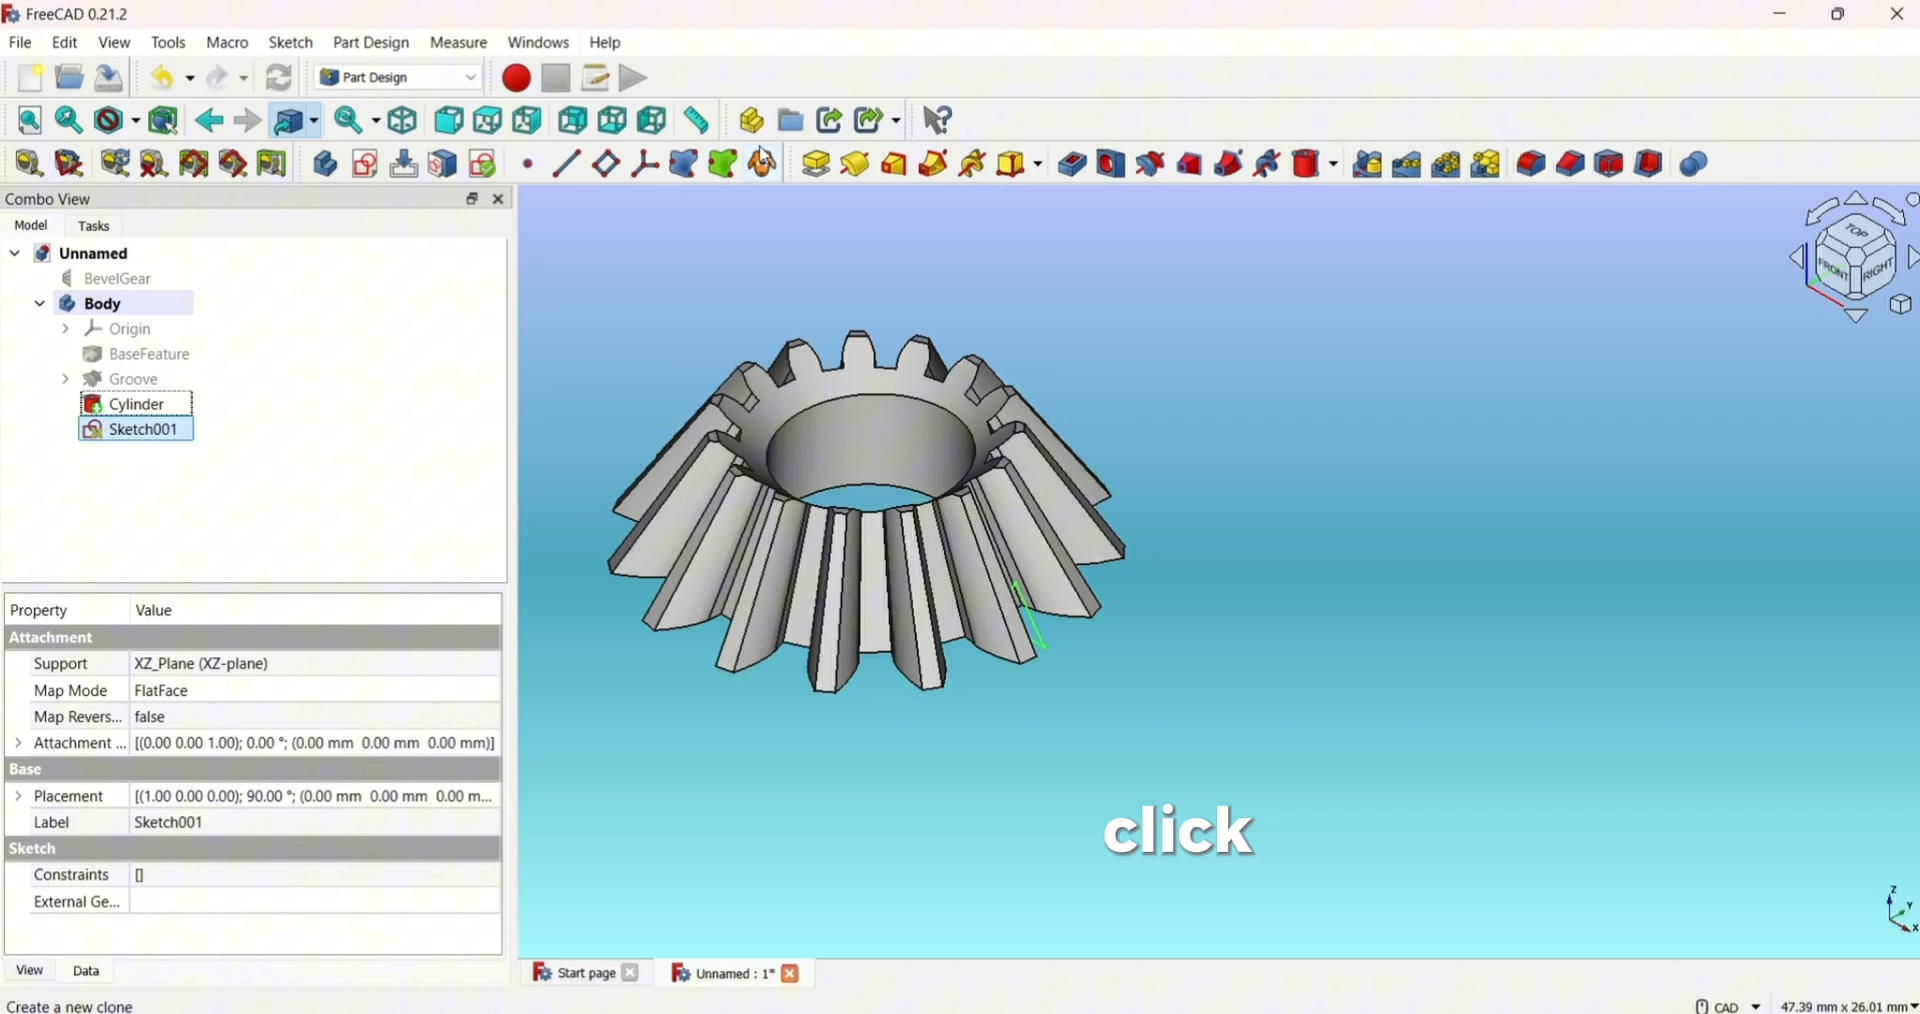 FreeCAD 0.21.2
File Edit View Tools Macro Sketch Part Design Measure Windows Help
Part Design
Combo View
Model Tasks
Unnamed
BevelGear
Body
Origin
BaseFeature
Groove
Cylinder
Sketch001
TOP
FRONT RIGHT
Property Value
Attachment
Support XZ_Plane (XZ-plane)
Map Mode FlatFace
Map Revers... false
Attachment ... [(0.00 0.00 1.00); 0.00 °; (0.00 mm 0.00 mm 0.00 mm)]
Base
Placement [(1.00 0.00 0.00); 90.00 °; (0.00 mm 0.00 mm 0.00 m...
Label Sketch001
Sketch
Constraints []
External Ge...
click
Z
Y
X
View Data
Start page Unnamed : 1*
Create a new clone
CAD 47.39 mm x 26.01 mm